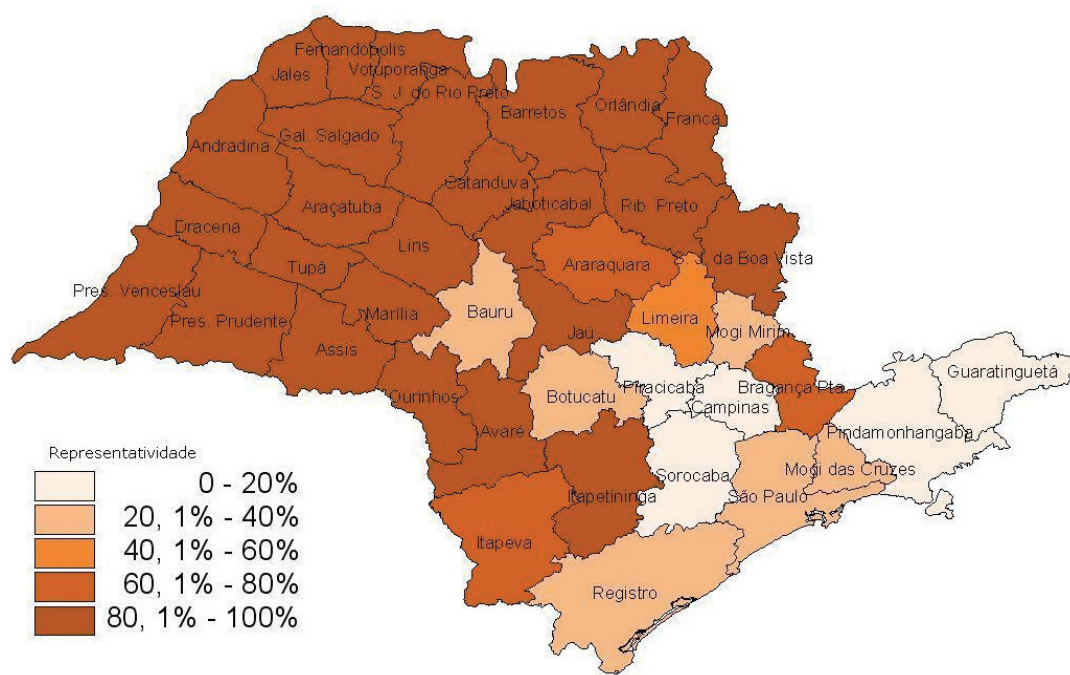 Fernandópolis
Votuporanga
Jales
S. J. do Rio Preto
Barretos
Orlândia
Franca
Gal. Salgado
Andradina
Catanduva
Jaboticabal
Rib. Preto
Araçatuba
Dracena
Lins
Araraquara
S. J. da Boa Vista
Tupã
Pres. Venceslau
Pres. Prudente
Marília
Bauru
Jaú
Limeira
Mogi Mirim
Assis
Guaratinguetá
Ourinhos
Botucatu
Piracicaba
Campinas
Bragança Pta.
Avaré
Pindamonhangaba
Sorocaba
Mogi das Cruzes
Itapetininga
São Paulo
Itapeva
Registro
Representatividade
0 - 20%
20, 1% - 40%
40, 1% - 60%
60, 1% - 80%
80, 1% - 100%